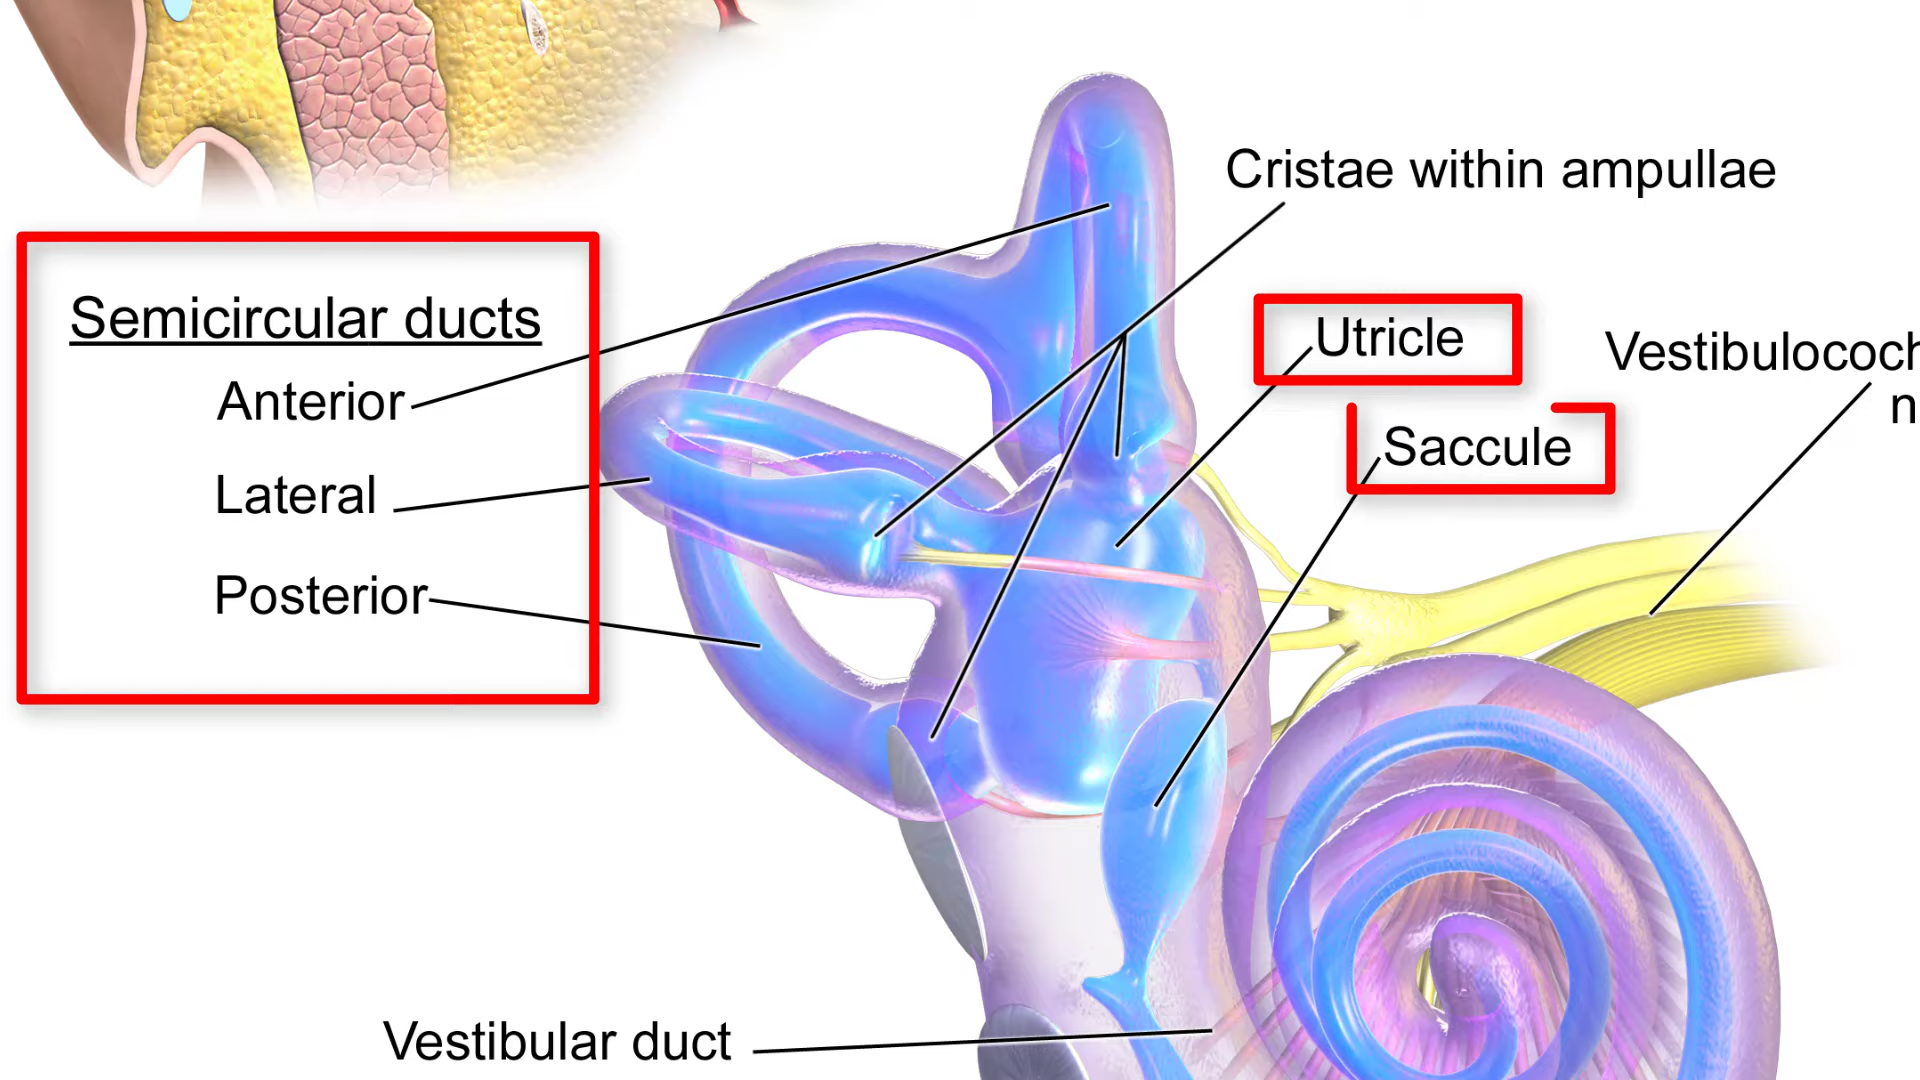 Cristae within ampullae
Semicircular ducts
Anterior
Lateral
Posterior
Utricle
Saccule
Vestibular duct